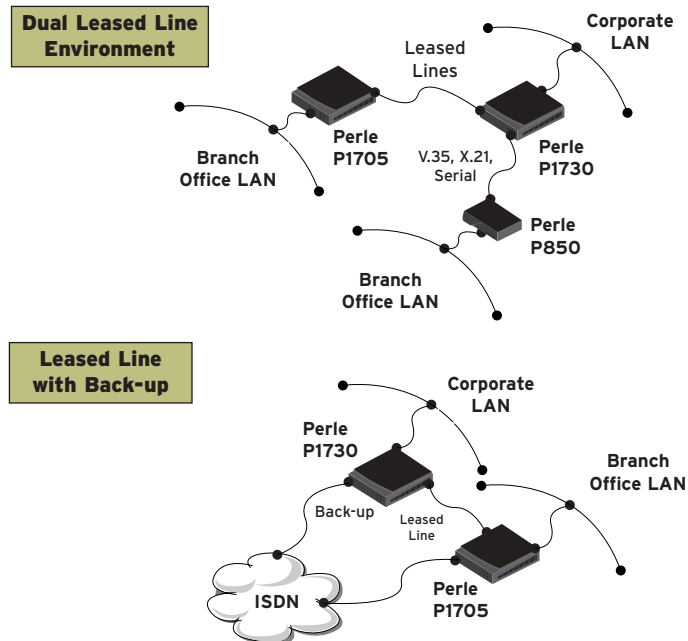 Dual Leased Line
Environment
Corporate
LAN
Leased
Lines
Perle
P1705
Perle
P1730
Branch
Office LAN
V.35, X.21,
Serial
Perle
P850
Branch
Office LAN
Leased Line
with Back-up
Corporate
LAN
Perle
P1730
Branch
Office LAN
Back-up
Leased
Line
ISDN
Perle
P1705